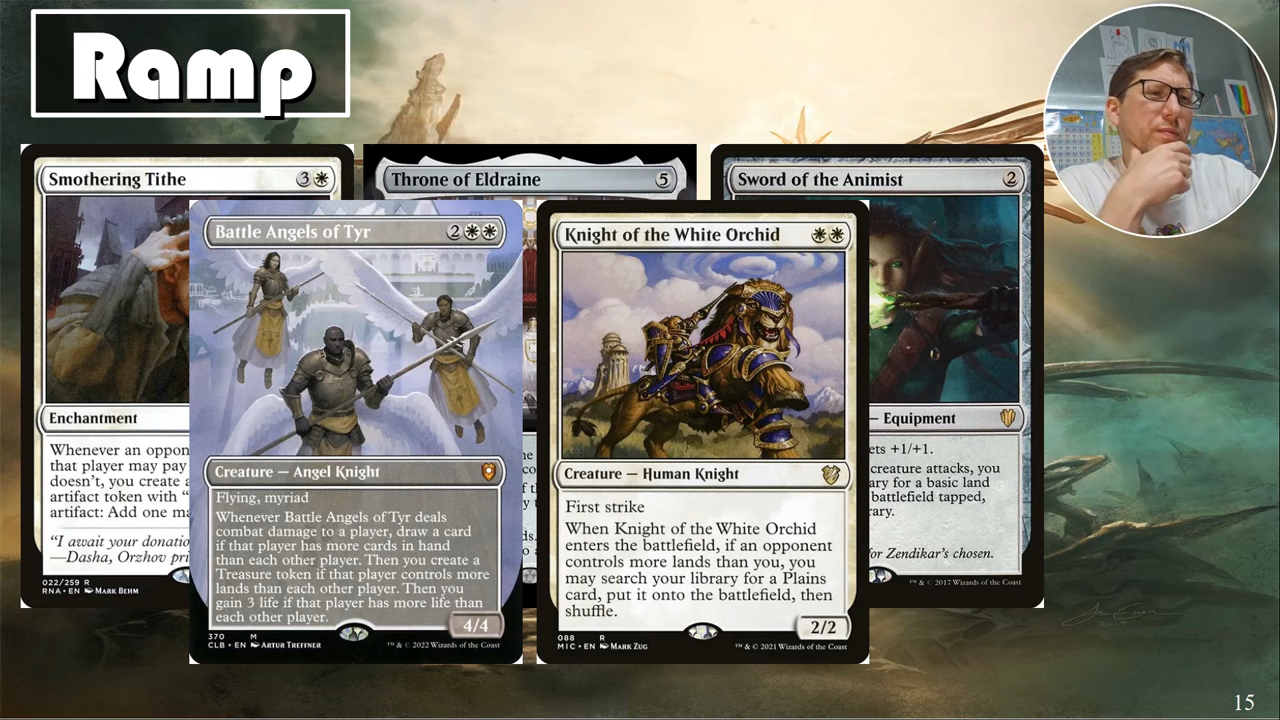 Ramp
Smothering Tithe 3
Throne of Eldraine 5
Sword of the Animist 2
Battle Angels of Tyr 2
Knight of the White Orchid
Enchantment
Whenever an oppon
that player may pay
doesn't, you create a
artifact token with "
artifact: Add one ma
"I await your donatio
—Dasha, Orzhov pri
022/259 R
RNA • EN Mark Behm
Creature — Angel Knight
Flying, myriad
Whenever Battle Angels of Tyr deals
combat damage to a player, draw a card
if that player has more cards in hand
than each other player. Then you create a
Treasure token if that player controls more
lands than each other player. Then you
gain 3 life if that player has more life than
each other player.
4/4
370 M
CLB • EN Artur Treffner
™ & © 2022 Wizards of the Coast
Creature — Human Knight
First strike
When Knight of the White Orchid
enters the battlefield, if an opponent
controls more lands than you, you
may search your library for a Plains
card, put it onto the battlefield, then
shuffle.
2/2
088 R
MIC • EN Mark Zug
™ & © 2021 Wizards of the Coast
— Equipment
ets +1/+1.
creature attacks, you
ary for a basic land
battlefield tapped,
rary.
for Zendikar's chosen.
™ & © 2017 Wizards of the Coast
15